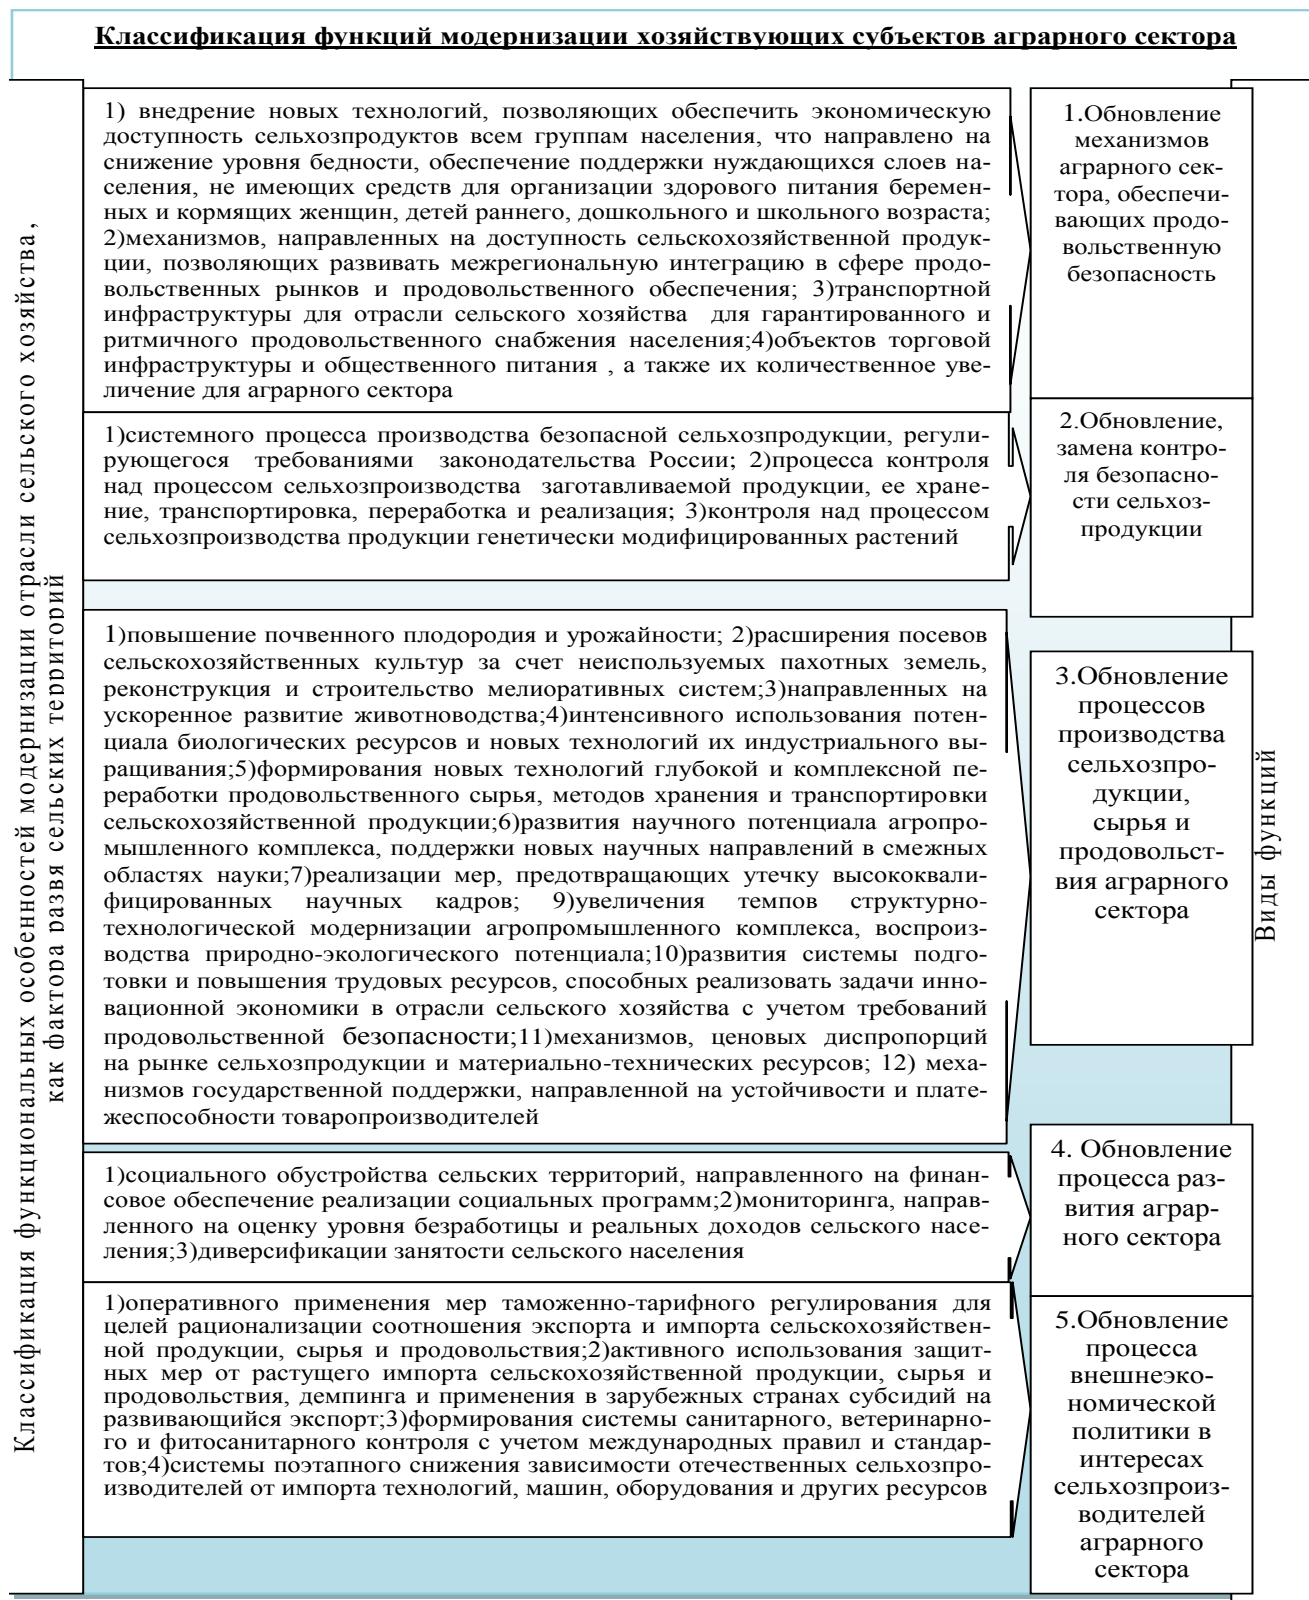 Классификация функций модернизации хозяйствующих субъектов аграрного сектора
Классификация функциональных особенностей модернизации отрасли сельского хозяйства,
как фактора развя сельских территорий
1) внедрение новых технологий, позволяющих обеспечить экономическую
доступность сельхозпродуктов всем группам населения, что направлено на
снижение уровня бедности, обеспечение поддержки нуждающихся слоев на-
селения, не имеющих средств для организации здорового питания беремен-
ных и кормящих женщин, детей раннего, дошкольного и школьного возраста;
2)механизмов, направленных на доступность сельскохозяйственной продук-
ции, позволяющих развивать межрегиональную интеграцию в сфере продо-
вольственных рынков и продовольственного обеспечения; 3)транспортной
инфраструктуры для отрасли сельского хозяйства для гарантированного и
ритмичного продовольственного снабжения населения;4)объектов торговой
инфраструктуры и общественного питания , а также их количественное уве-
личение для аграрного сектора
1.Обновление
механизмов
аграрного сек-
тора, обеспечи-
вающих продо-
вольственную
безопасность
1)системного процесса производства безопасной сельхозпродукции, регули-
рующегося требованиями законодательства России; 2)процесса контроля
над процессом сельхозпроизводства заготавливаемой продукции, ее хране-
ние, транспортировка, переработка и реализация; 3)контроля над процессом
сельхозпроизводства продукции генетически модифицированных растений
2.Обновление,
замена контро-
ля безопасно-
сти сельхоз-
продукции
1)повышение почвенного плодородия и урожайности; 2)расширения посевов
сельскохозяйственных культур за счет неиспользуемых пахотных земель,
реконструкция и строительство мелиоративных систем;3)направленных на
ускоренное развитие животноводства;4)интенсивного использования потен-
циала биологических ресурсов и новых технологий их индустриального вы-
ращивания;5)формирования новых технологий глубокой и комплексной пе-
реработки продовольственного сырья, методов хранения и транспортировки
сельскохозяйственной продукции;6)развития научного потенциала агропро-
мышленного комплекса, поддержки новых научных направлений в смежных
областях науки;7)реализации мер, предотвращающих утечку высококвали-
фицированных научных кадров; 9)увеличения темпов структурно-
технологической модернизации агропромышленного комплекса, воспроиз-
водства природно-экологического потенциала;10)развития системы подго-
товки и повышения трудовых ресурсов, способных реализовать задачи инно-
вационной экономики в отрасли сельского хозяйства с учетом требований
продовольственной безопасности;11)механизмов, ценовых диспропорций
на рынке сельхозпродукции и материально-технических ресурсов; 12) меха-
низмов государственной поддержки, направленной на устойчивости и плате-
жеспособности товаропроизводителей
3.Обновление
процессов
производства
сельхозпро-
дукции,
сырья и
продовольст-
вия аграрного
сектора
Виды функций
1)социального обустройства сельских территорий, направленного на финан-
совое обеспечение реализации социальных программ;2)мониторинга, направ-
ленного на оценку уровня безработицы и реальных доходов сельского насе-
ления;3)диверсификации занятости сельского населения
4. Обновление
процесса раз-
вития аграр-
ного сектора
1)оперативного применения мер таможенно-тарифного регулирования для
целей рационализации соотношения экспорта и импорта сельскохозяйствен-
ной продукции, сырья и продовольствия;2)активного использования защит-
ных мер от растущего импорта сельскохозяйственной продукции, сырья и
продовольствия, демпинга и применения в зарубежных странах субсидий на
развивающийся экспорт;3)формирования системы санитарного, ветеринарно-
го и фитосанитарного контроля с учетом международных правил и стандар-
тов;4)системы поэтапного снижения зависимости отечественных сельхозпро-
изводителей от импорта технологий, машин, оборудования и других ресурсов
5.Обновление
процесса
внешнеэко-
номической
политики в
интересах
сельхозпроиз-
водителей
аграрного
сектора